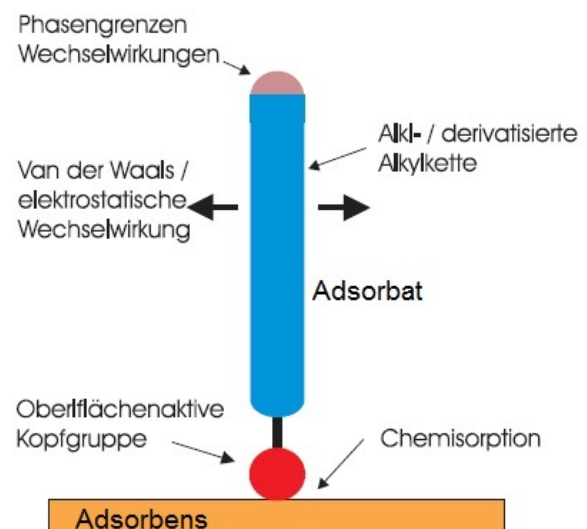 Phasengrenzen
Wechselwirkungen
Alkl- / derivatisierte
Alkylkette
Van der Waals /
elektrostatische
Wechselwirkung
Adsorbat
Oberlflächenaktive
Kopfgruppe
Chemisorption
Adsorbens